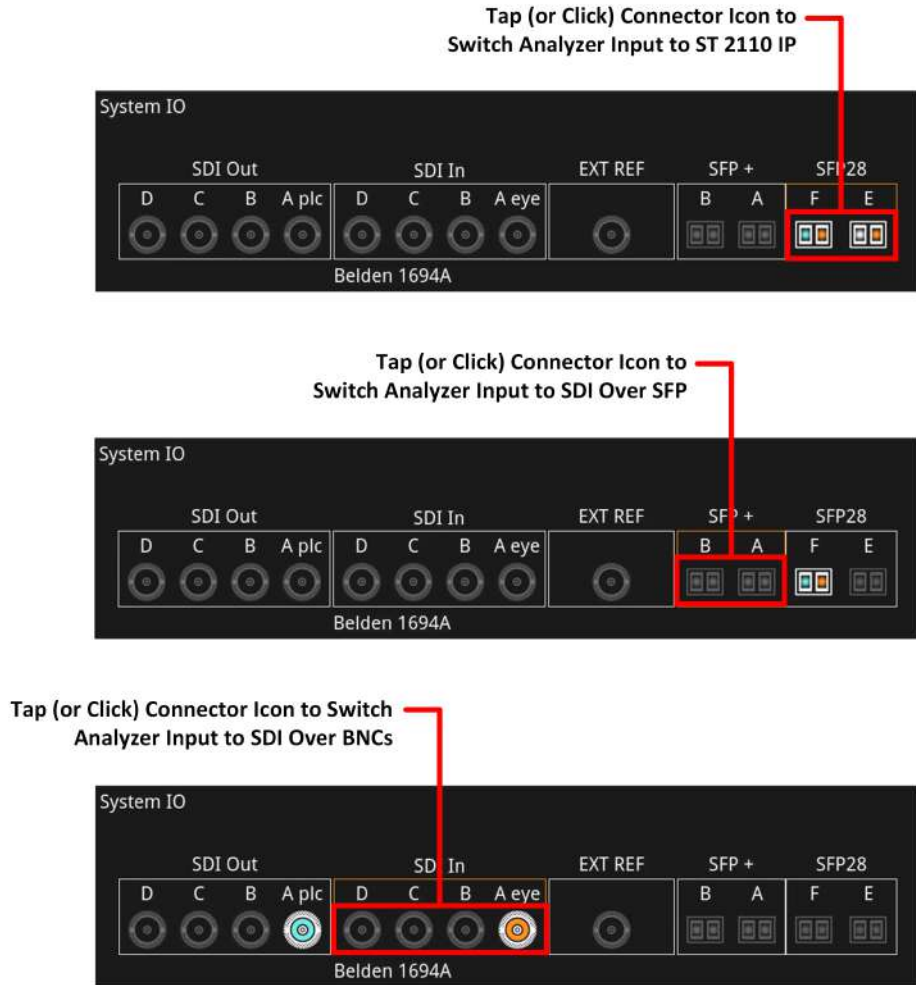 Tap (or Click) Connector Icon to
Switch Analyzer Input to ST 2110 IP
System IO
SDI Out SDI In EXT REF SFP + SFP28
D C B A plc D C B A eye B A F E
Belden 1694A
Tap (or Click) Connector Icon to
Switch Analyzer Input to SDI Over SFP
System IO
SDI Out SDI In EXT REF SFP + SFP28
D C B A plc D C B A eye B A F E
Belden 1694A
Tap (or Click) Connector Icon to Switch
Analyzer Input to SDI Over BNCs
System IO
SDI Out SDI In EXT REF SFP + SFP28
D C B A plc D C B A eye B A F E
Belden 1694A